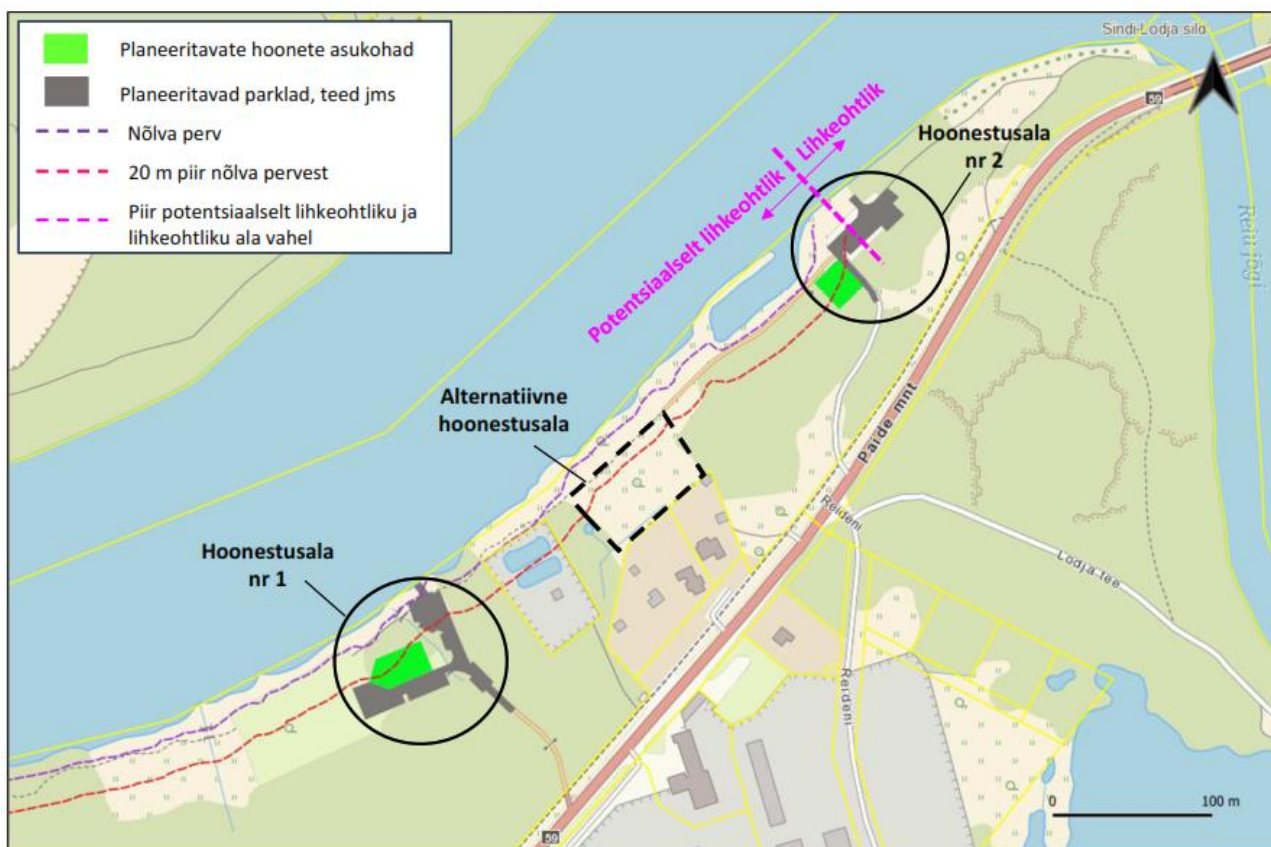 Planeeritavate hoonete asukohad
Planeeritavad parklad, teed jms
Nõlva perv
20 m piir nõlva pervest
Piir potentsiaalselt lihkeohtliku ja
lihkeohtliku ala vahel
Sindi-Lodja sild
59
Lihkeohtlik
Potentsiaalselt lihkeohtlik
Hoonestusala
nr 2
Reiu jõgi
Alternatiivne
hoonestusala
Paide mnt
Reideni
Lodja tee
Hoonestusala
nr 1
Reideni
59
0 100 m